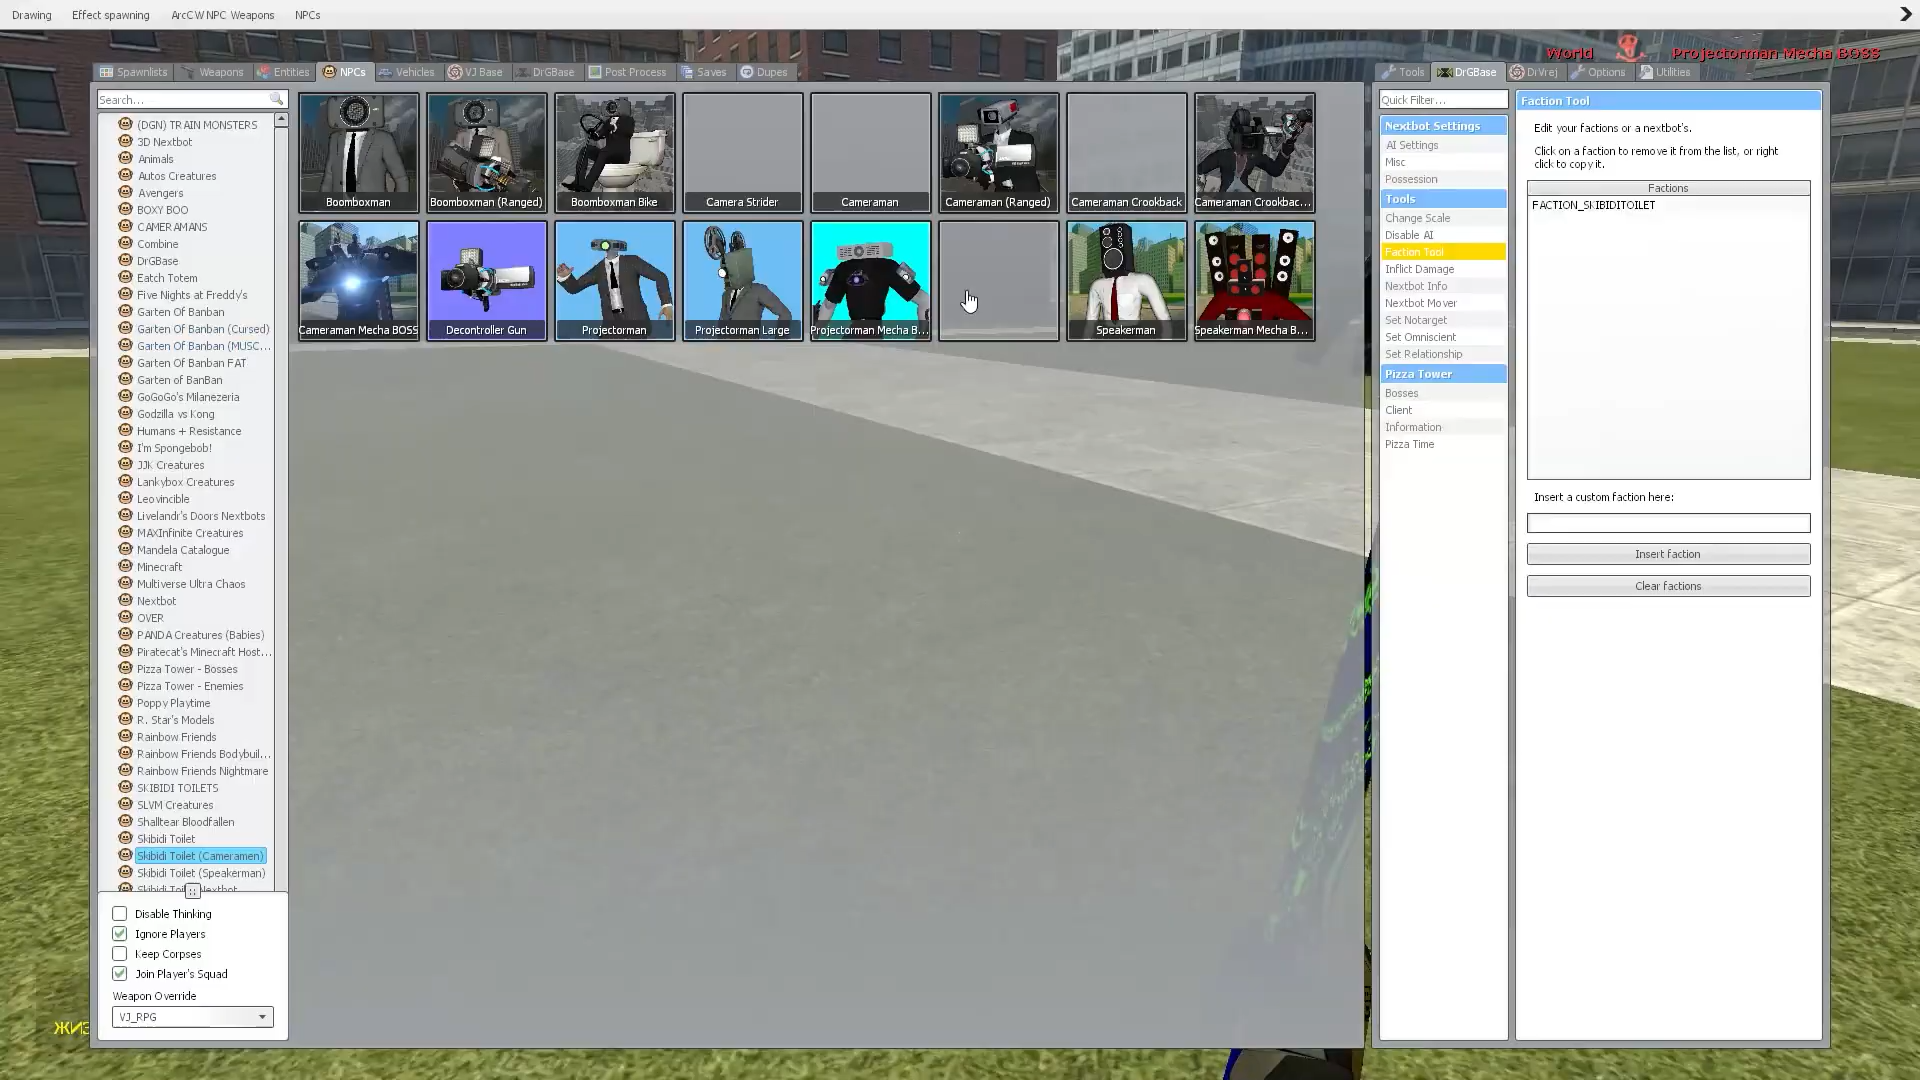 Drawing
Effect spawning
ArcCW NPC Weapons
NPCs
World
Projectorman Mecha BOSS
Spawnlists
Weapons
Entities
NPCs
Vehicles
VJ Base
DrGBase
Post Process
Saves
Dupes
Tools
DrGBase
DrVrej
Options
Utilities
Search...
(DGN) TRAIN MONSTERS
3D Nextbot
Animals
Autos Creatures
Avengers
BOXY BOO
CAMERAMANS
Combine
DrGBase
Eatch Totem
Five Nights at Freddy's
Garten Of Banban
Garten Of Banban (Cursed)
Garten Of Banban (MUSC...
Garten Of Banban FAT
Garten of BanBan
GoGoGo's Milanezeria
Godzilla vs Kong
Humans + Resistance
I'm Spongebob!
JJK Creatures
Lankybox Creatures
Leovincible
Livelandr's Doors Nextbots
MAXInfinite Creatures
Mandela Catalogue
Minecraft
Multiverse Ultra Chaos
Nextbot
OVER
PANDA Creatures (Babies)
Piratecat's Minecraft Host...
Pizza Tower - Bosses
Pizza Tower - Enemies
Poppy Playtime
R. Star's Models
Rainbow Friends
Rainbow Friends Bodybuil...
Rainbow Friends Nightmare
SKIBIDI TOILETS
SLVM Creatures
Shalltear Bloodfallen
Skibidi Toilet
Skibidi Toilet (Cameramen)
Skibidi Toilet (Speakerman)
Disable Thinking
Ignore Players
Keep Corpses
Join Player's Squad
Weapon Override
VJ_RPG
ЖИЗ
Boomboxman
Boomboxman (Ranged)
Boomboxman Bike
Camera Strider
Cameraman
Cameraman (Ranged)
Cameraman Crookback
Cameraman Crookbac...
Cameraman Mecha BOSS
Decontroller Gun
Projectorman
Projectorman Large
Projectorman Mecha B...
Speakerman
Speakerman Mecha B...
Quick Filter...
Nextbot Settings
AI Settings
Misc
Possession
Tools
Change Scale
Disable AI
Faction Tool
Inflict Damage
Nextbot Info
Nextbot Mover
Set Notarget
Set Omniscient
Set Relationship
Pizza Tower
Bosses
Client
Information
Pizza Time
Faction Tool
Edit your factions or a nextbot's.
Click on a faction to remove it from the list, or right
click to copy it.
Factions
FACTION_SKIBIDITOILET
Insert a custom faction here:
Insert faction
Clear factions